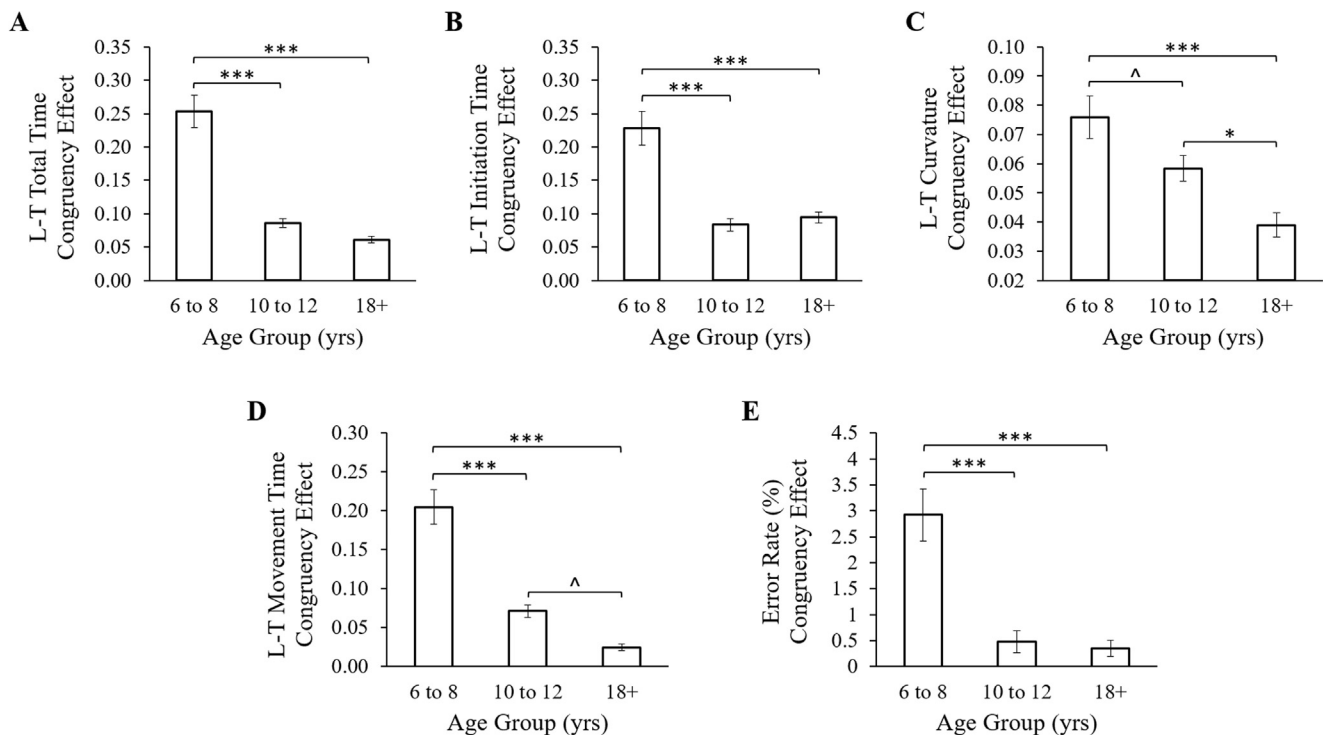 A
L-T Total Time
Congruency Effect
0.35
0.30
0.25
0.20
0.15
0.10
0.05
0.00
***
***
6 to 8 10 to 12 18+
Age Group (yrs)
B
L-T Initiation Time
Congruency Effect
0.35
0.30
0.25
0.20
0.15
0.10
0.05
0.00
***
***
6 to 8 10 to 12 18+
Age Group (yrs)
C
L-T Curvature
Congruency Effect
0.10
0.09
0.08
0.07
0.06
0.05
0.04
0.03
0.02
***
^
*
6 to 8 10 to 12 18+
Age Group (yrs)
D
L-T Movement Time
Congruency Effect
0.30
0.25
0.20
0.15
0.10
0.05
0.00
***
***
^
6 to 8 10 to 12 18+
Age Group (yrs)
E
Error Rate (%)
Congruency Effect
4.5
4
3.5
3
2.5
2
1.5
1
0.5
0
***
***
6 to 8 10 to 12 18+
Age Group (yrs)